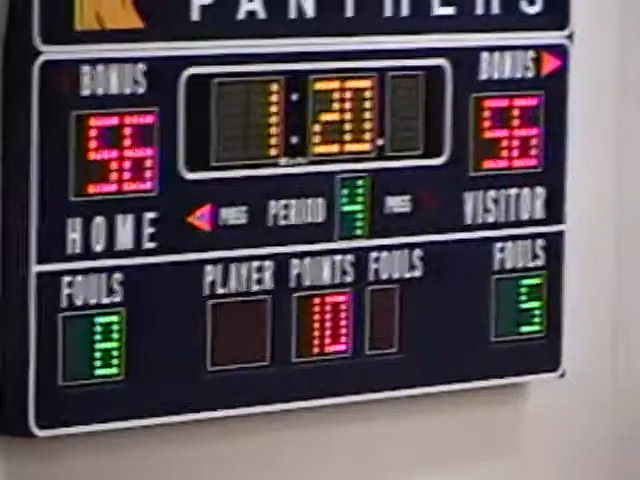 PANTHERS
BONUS BONUS
1:20
56 56
HOME POSS PERIOD 4 POSS VISITOR
FOULS PLAYER POINTS FOULS FOULS
8 10 5